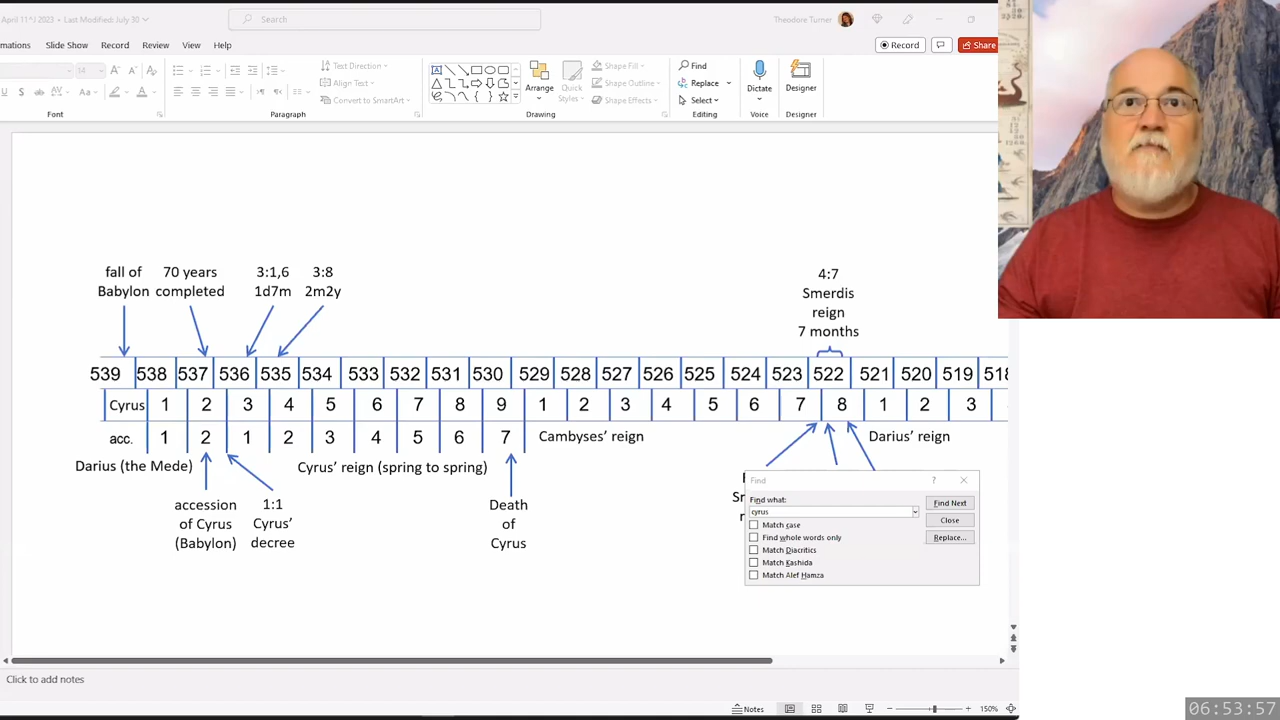 April 11th/J 2023 • Last Modified: July 30
Search
Theodore Turner
mations
Slide Show
Record
Review
View
Help
Record
Share
14
Text Direction
Align Text
Convert to SmartArt
Arrange
Quick
Styles
Shape Fill
Shape Outline
Shape Effects
Find
Replace
Select
Dictate
Designer
Font
Paragraph
Drawing
Editing
Voice
Designer
fall of
Babylon
70 years
completed
3:1,6
1d7m
3:8
2m2y
4:7
Smerdis
reign
7 months
539 538 537 536 535 534 533 532 531 530 529 528 527 526 525 524 523 522 521 520 519 518
Cyrus 1 2 3 4 5 6 7 8 9 1 2 3 4 5 6 7 8 1 2 3
acc. 1 2 1 2 3 4 5 6 7 Cambyses’ reign
Darius’ reign
Darius (the Mede)
Cyrus’ reign (spring to spring)
accession
of Cyrus
(Babylon)
1:1
Cyrus’
decree
Death
of
Cyrus
Find
?
Find what:
cyrus
Find Next
Close
Replace...
Match case
Find whole words only
Match Diacritics
Match Kashida
Match Alef Hamza
Click to add notes
Notes
150%
06:53:57